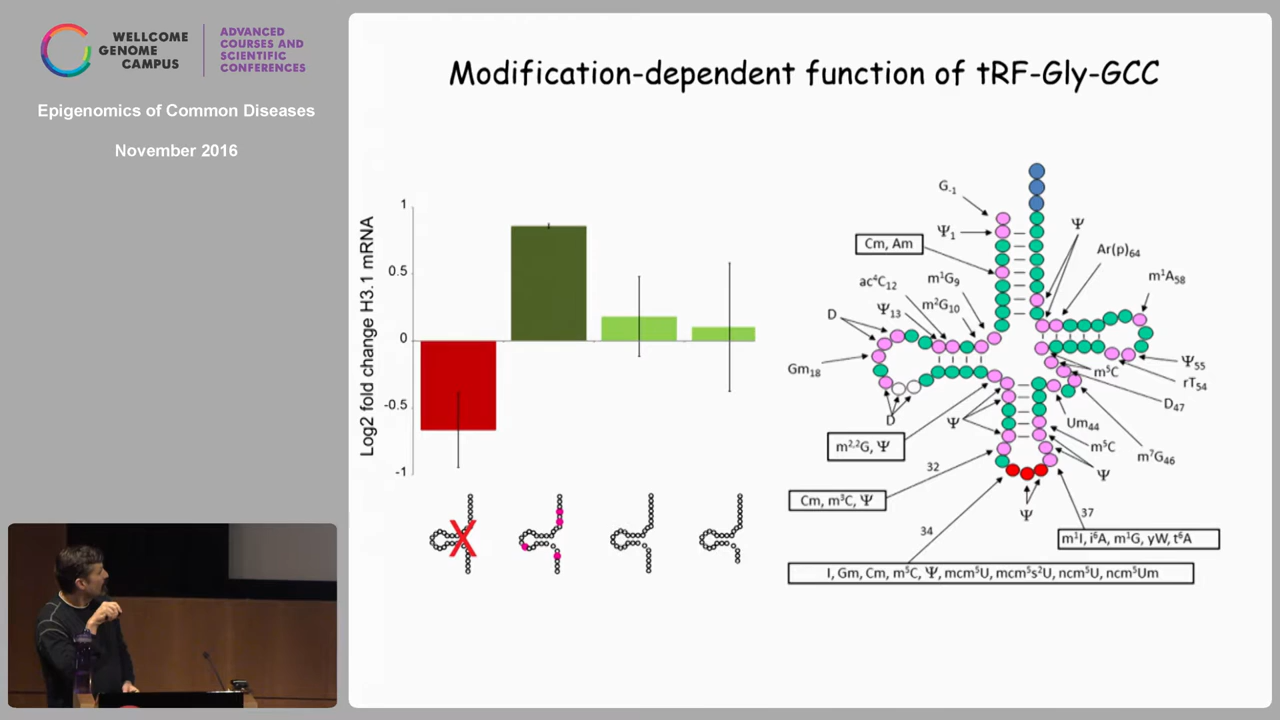 WELLCOME
GENOME
CAMPUS
ADVANCED
COURSES AND
SCIENTIFIC
CONFERENCES
Epigenomics of Common Diseases
November 2016
Modification-dependent function of tRF-Gly-GCC
Log2 fold change H3.1 mRNA
1
0.5
0
-0.5
-1
X
G₋₁
Ψ₁
Cm, Am
Ψ
Ar(p)₆₄
m¹A₅₈
ac⁴C₁₂
m¹G₉
Ψ₁₃
m²G₁₀
D
Gm₁₈
D
Ψ₅₅
m⁵C
rT₅₄
D₄₇
Ψ
Um₄₄
m²,²G, Ψ
m⁵C
m⁷G₄₆
Ψ
32
Cm, m³C, Ψ
Ψ
37
34
m¹I, i⁶A, m¹G, yW, t⁶A
I, Gm, Cm, m⁵C, Ψ, mcm⁵U, mcm⁵s²U, ncm⁵U, ncm⁵Um